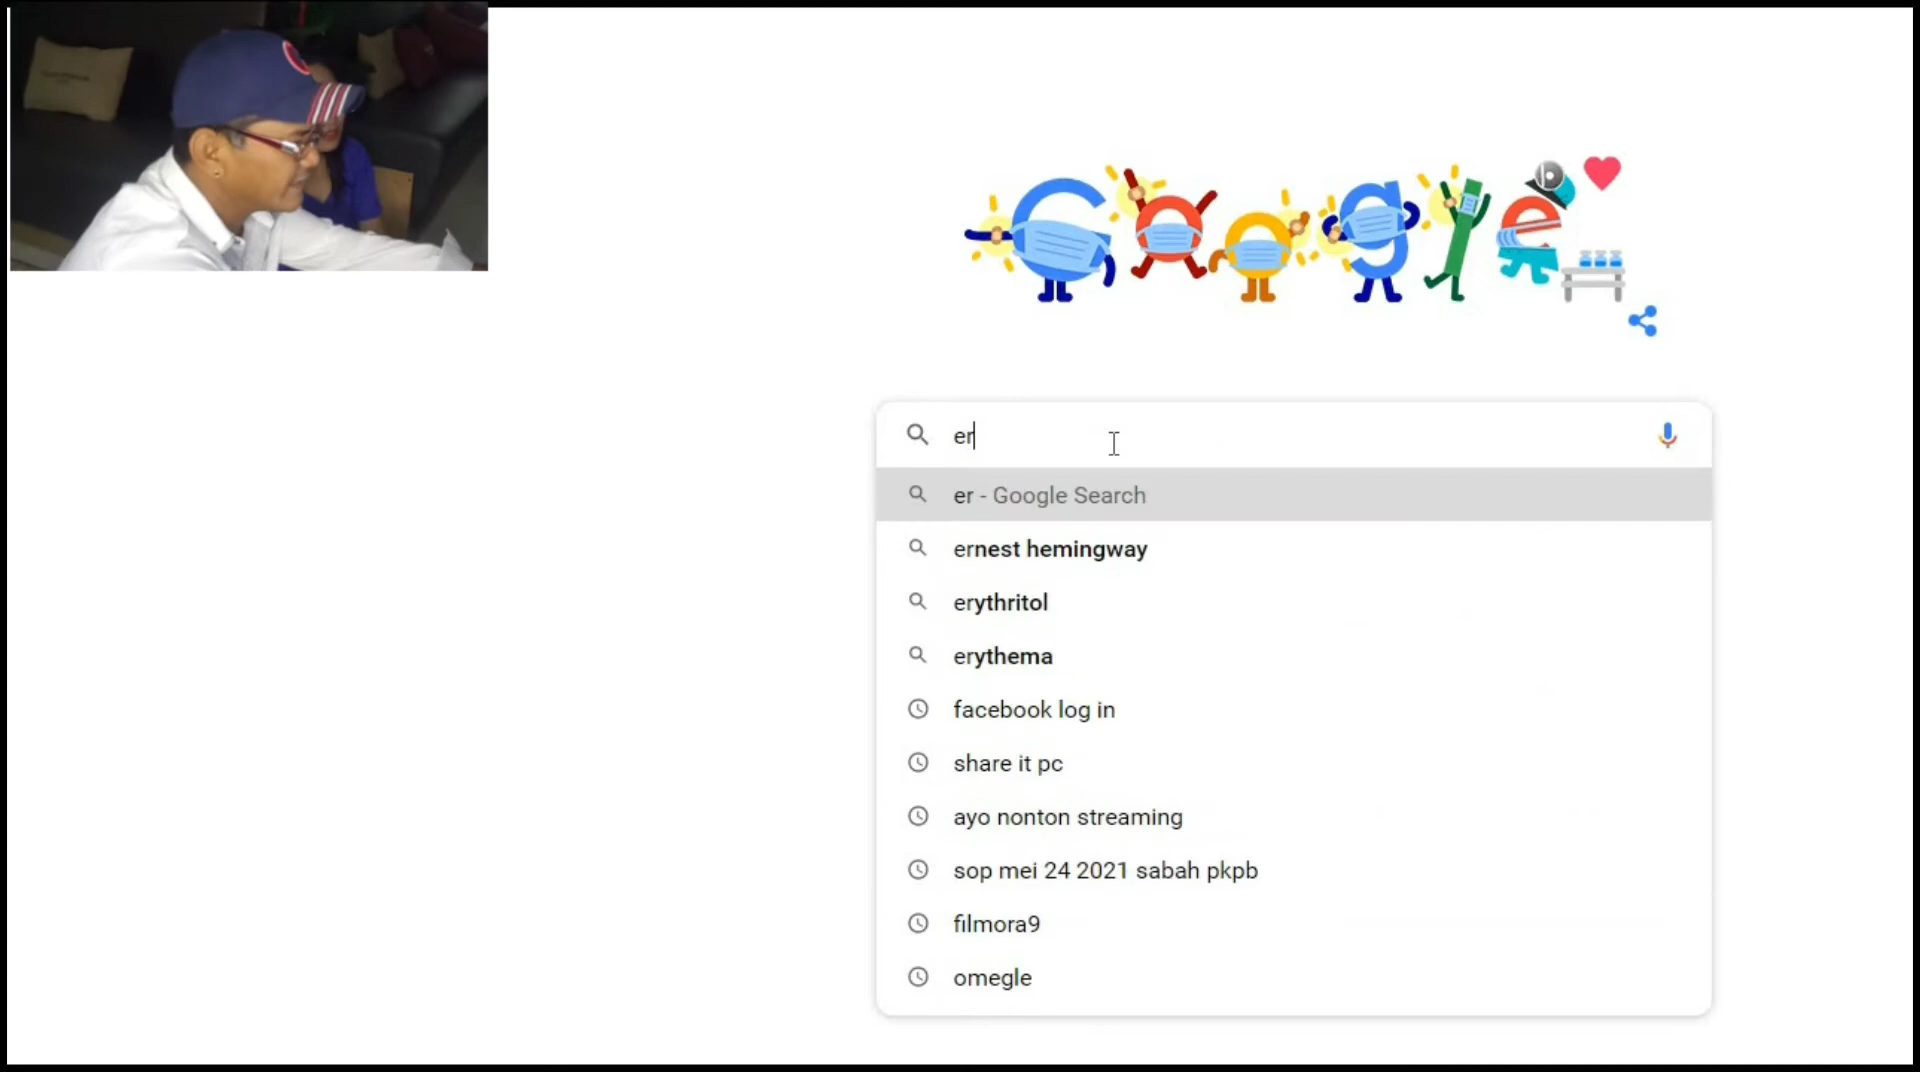 Google
er
er - Google Search
ernest hemingway
erythritol
erythema
facebook log in
share it pc
ayo nonton streaming
sop mei 24 2021 sabah pkpb
filmora9
omegle